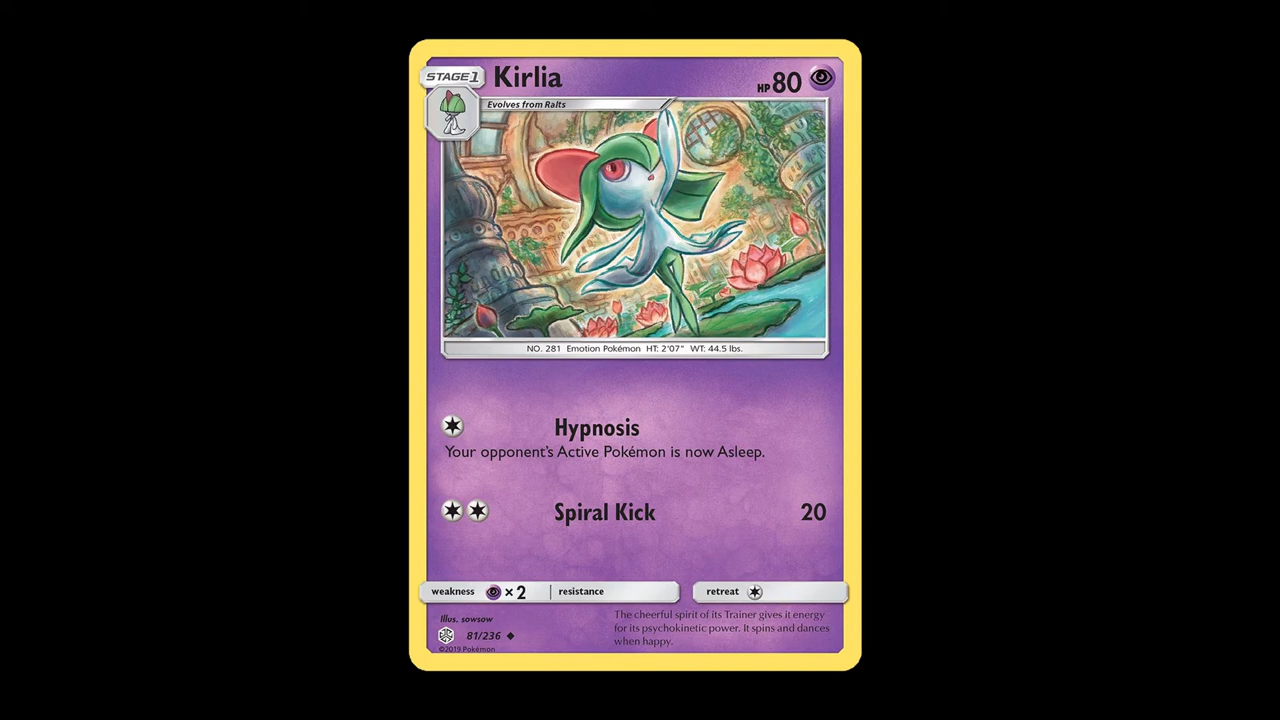 STAGE1
Kirlia
HP80
Evolves from Ralts
NO. 281 Emotion Pokémon HT: 2'07" WT: 44.5 lbs.
Hypnosis
Your opponent's Active Pokémon is now Asleep.
Spiral Kick 20
weakness ×2 resistance retreat
Illus. sowsow
81/236
©2019 Pokémon
The cheerful spirit of its Trainer gives it energy
for its psychokinetic power. It spins and dances
when happy.